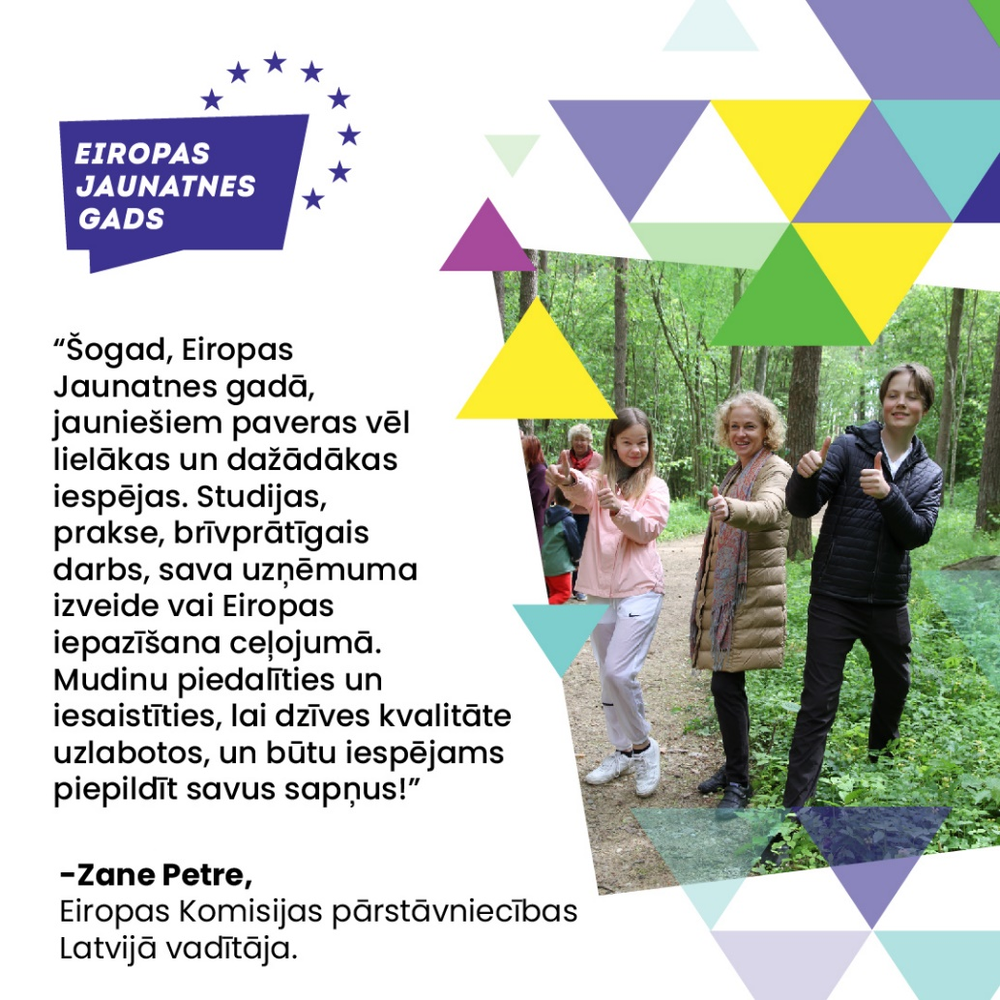 EIROPAS
JAUNATNES
GADS
“Šogad, Eiropas
Jaunatnes gadā,
jauniešiem paveras vēl
lielākas un dažādākas
iespējas. Studijas,
prakse, brīvprātīgais
darbs, sava uzņēmuma
izveide vai Eiropas
iepazīšana ceļojumā.
Mudinu piedalīties un
iesaistīties, lai dzīves kvalitāte
uzlabotos, un būtu iespējams
piepildīt savus sapņus!”
-Zane Petre,
Eiropas Komisijas pārstāvniecības
Latvijā vadītāja.